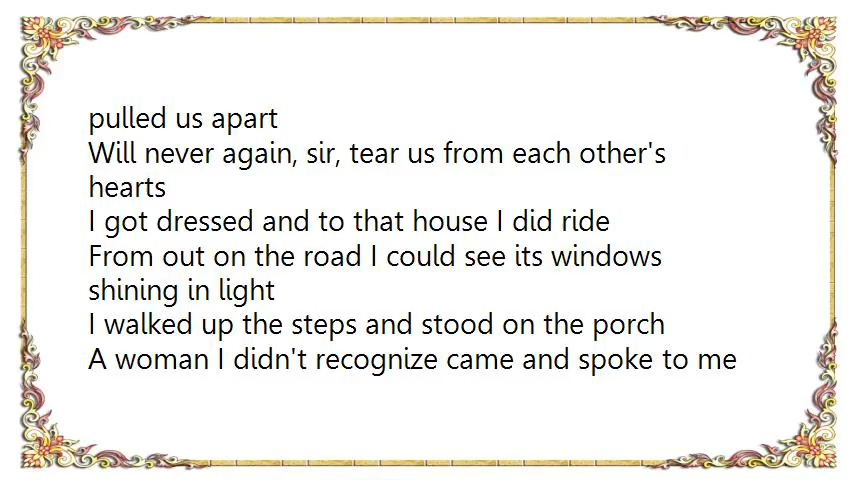 pulled us apart
Will never again, sir, tear us from each other's
hearts
I got dressed and to that house I did ride
From out on the road I could see its windows
shining in light
I walked up the steps and stood on the porch
A woman I didn't recognize came and spoke to me